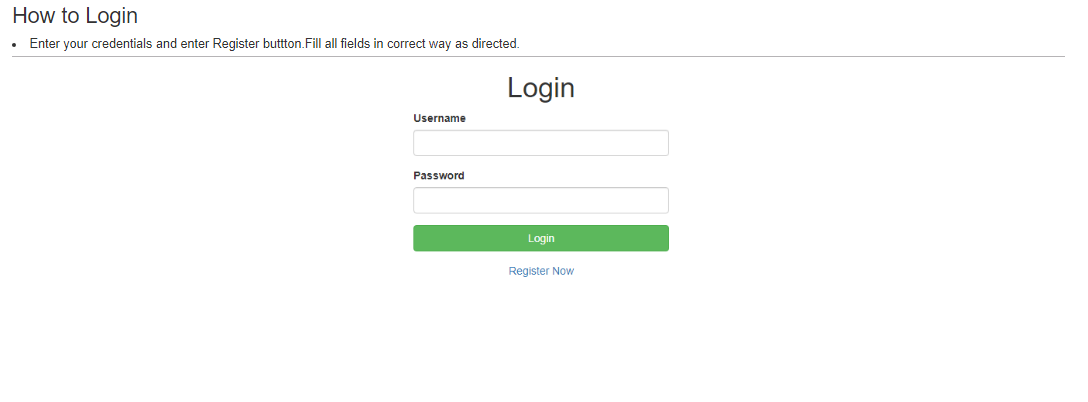 How to Login
• Enter your credentials and enter Register buttton.Fill all fields in correct way as directed.
Login
Username
Password
Login
Register Now